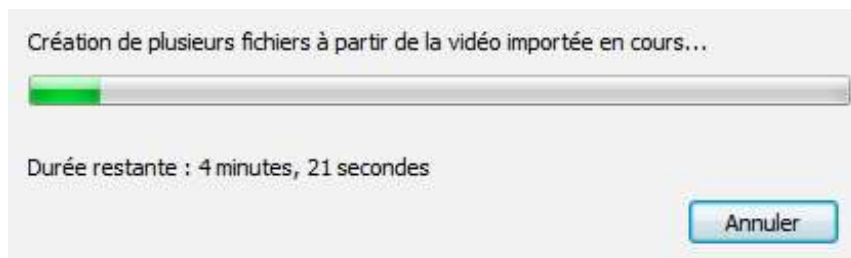 Création de plusieurs fichiers à partir de la vidéo importée en cours...
Durée restante : 4 minutes, 21 secondes
Annuler